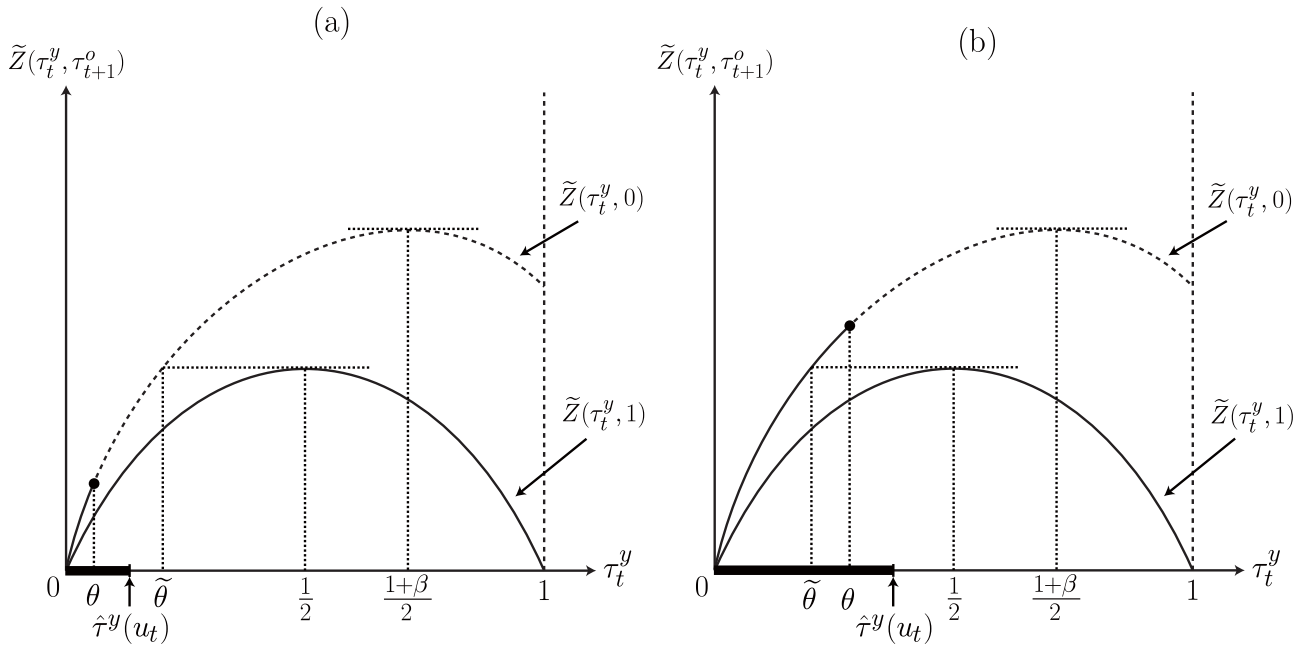 (a)
Z̃(τ_t^y, τ_{t+1}^o)
Z̃(τ_t^y, 0)
Z̃(τ_t^y, 1)
0 θ θ̃ 1/2 (1+β)/2 1 τ_t^y
τ̂^y(u_t)
(b)
Z̃(τ_t^y, τ_{t+1}^o)
Z̃(τ_t^y, 0)
Z̃(τ_t^y, 1)
0 θ̃ θ 1/2 (1+β)/2 1 τ_t^y
τ̂^y(u_t)